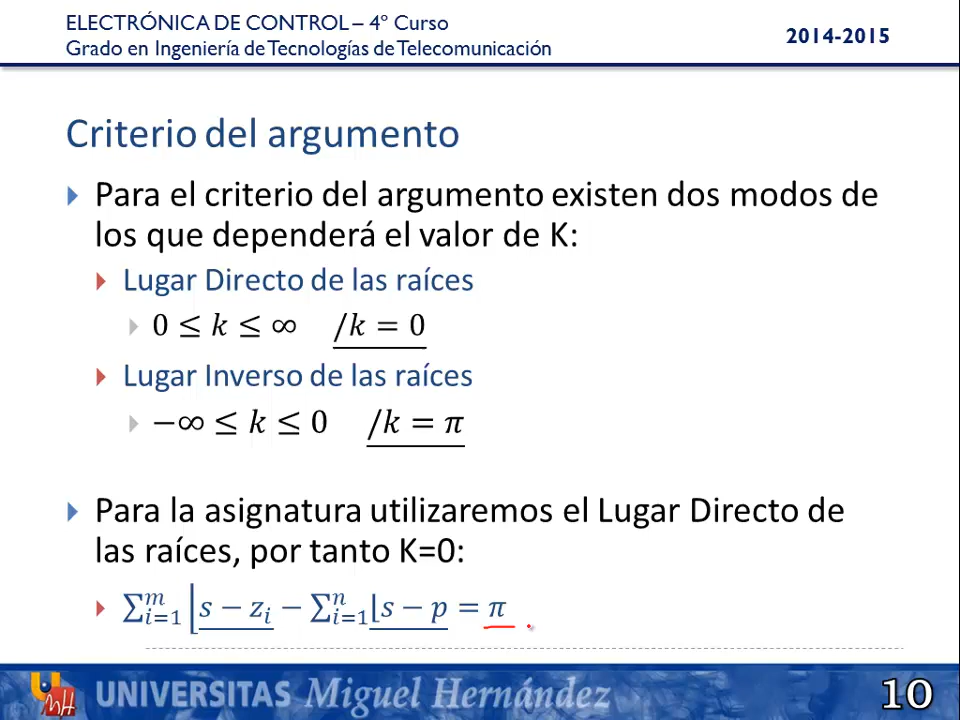 ELECTRÓNICA DE CONTROL – 4º Curso
Grado en Ingeniería de Tecnologías de Telecomunicación
2014-2015
Criterio del argumento
Para el criterio del argumento existen dos modos de
los que dependerá el valor de K:
Lugar Directo de las raíces
0 ≤ k ≤ ∞ /k = 0
Lugar Inverso de las raíces
−∞ ≤ k ≤ 0 /k = π
Para la asignatura utilizaremos el Lugar Directo de
las raíces, por tanto K=0:
∑_{i=1}^{m} ⌊s − z_i − ∑_{i=1}^{n} ⌊s − p = π
UNIVERSITAS Miguel Hernández
10